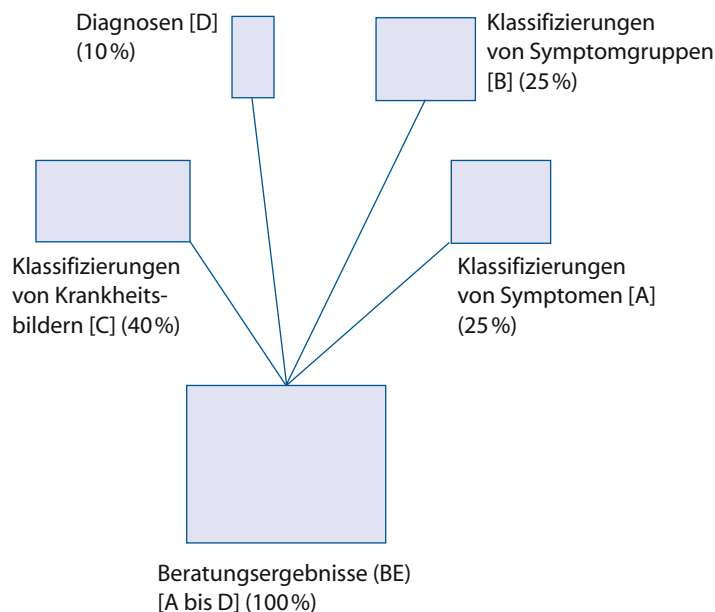 Diagnosen [D]
(10 %)
Klassifizierungen
von Symptomgruppen
[B] (25 %)
Klassifizierungen
von Krankheits-
bildern [C] (40 %)
Klassifizierungen
von Symptomen [A]
(25 %)
Beratungsergebnisse (BE)
[A bis D] (100 %)